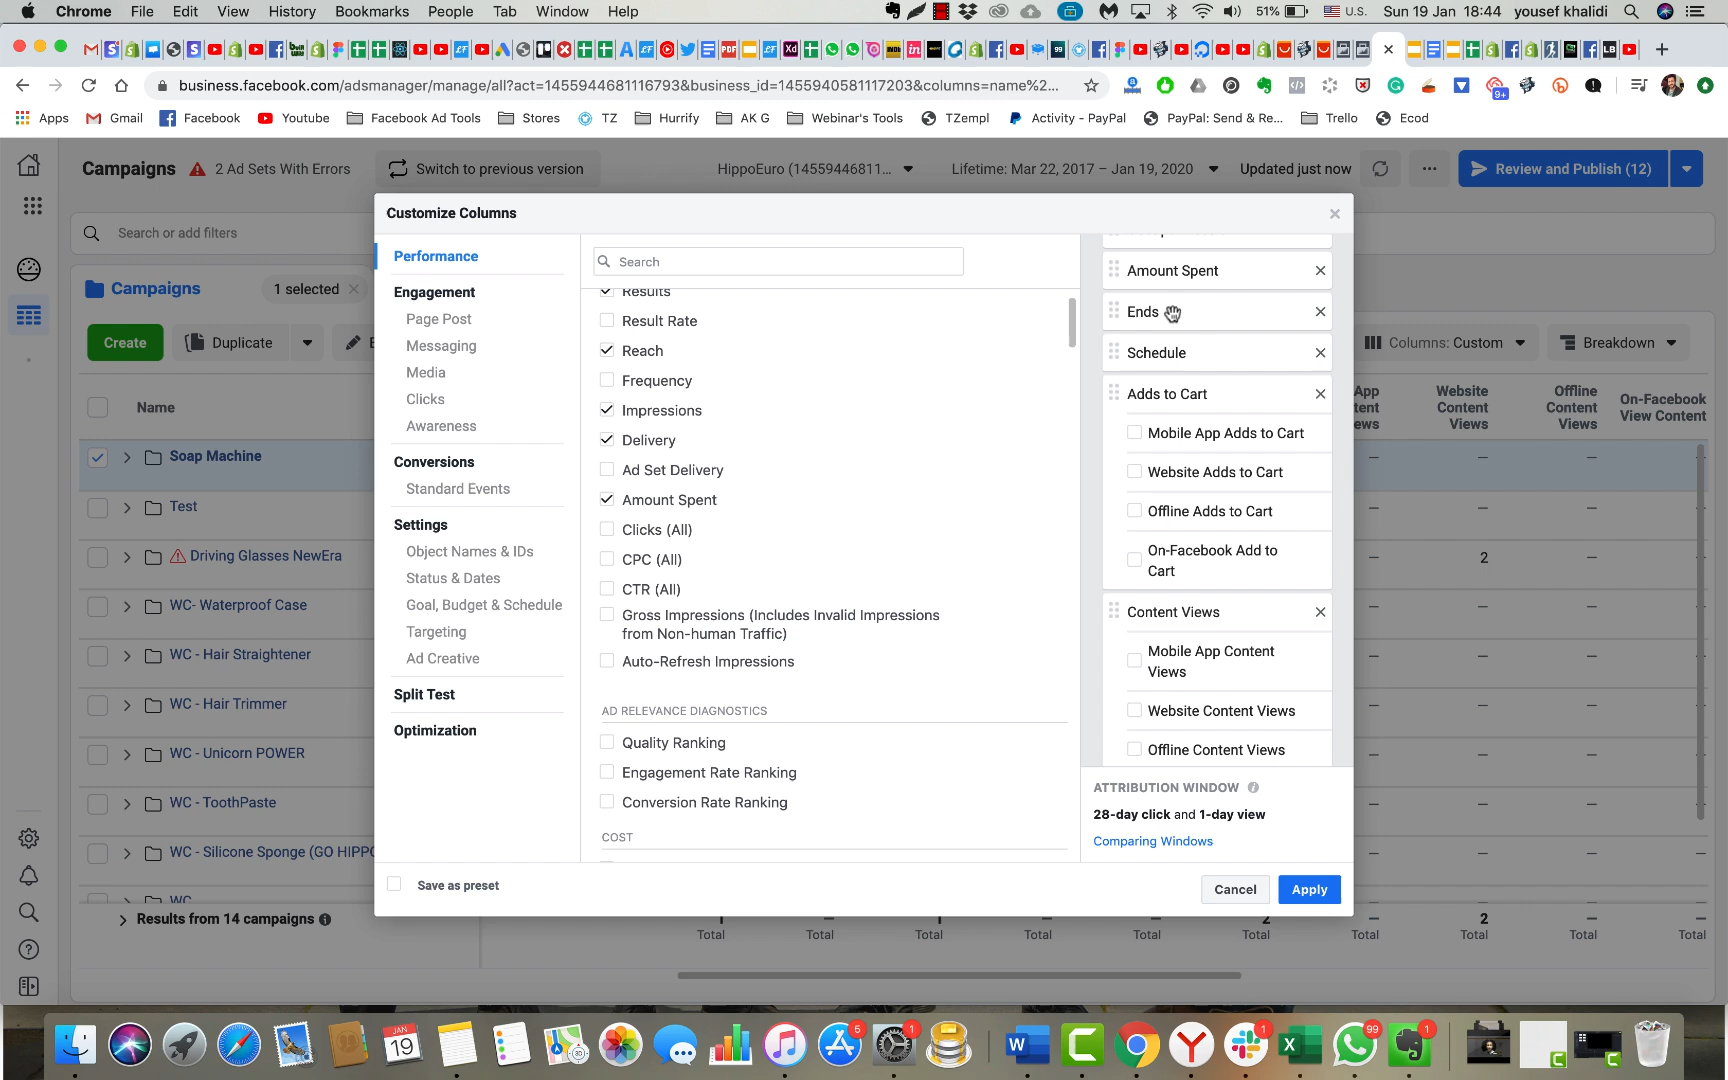 Chrome File Edit View History Bookmarks People Tab Window Help
51% U.S. Sun 19 Jan 18:44 yousef khalidi
business.facebook.com/adsmanager/manage/all?act=1455944681116793&business_id=1455940581117203&columns=name%2...
9+
Apps Gmail Facebook Youtube Facebook Ad Tools Stores TZ Hurrify AK G Webinar's Tools TZempl Activity - PayPal PayPal: Send & Re... Trello Ecod
Campaigns 2 Ad Sets With Errors Switch to previous version HippoEuro (14559446811... Lifetime: Mar 22, 2017 – Jan 19, 2020 Updated just now Review and Publish (12)
Search or add filters
Campaigns 1 selected
Create Duplicate E
Columns: Custom Breakdown
Name
Website Content Views
Offline Content Views
On-Facebook View Content
Soap Machine
Test
Driving Glasses NewEra 2
WC- Waterproof Case
WC - Hair Straightener
WC - Hair Trimmer
WC - Unicorn POWER
WC - ToothPaste
WC - Silicone Sponge (GO HIPPO
WC
Results from 14 campaigns
2 2
Total Total Total Total Total Total Total Total Total Total
Customize Columns
Performance
Engagement
Page Post
Messaging
Media
Clicks
Awareness
Conversions
Standard Events
Settings
Object Names & IDs
Status & Dates
Goal, Budget & Schedule
Targeting
Ad Creative
Split Test
Optimization
Search
Results
Result Rate
Reach
Frequency
Impressions
Delivery
Ad Set Delivery
Amount Spent
Clicks (All)
CPC (All)
CTR (All)
Gross Impressions (Includes Invalid Impressions
from Non-human Traffic)
Auto-Refresh Impressions
AD RELEVANCE DIAGNOSTICS
Quality Ranking
Engagement Rate Ranking
Conversion Rate Ranking
COST
Amount Spent
Ends
Schedule
Adds to Cart
Mobile App Adds to Cart
Website Adds to Cart
Offline Adds to Cart
On-Facebook Add to
Cart
Content Views
Mobile App Content
Views
Website Content Views
Offline Content Views
ATTRIBUTION WINDOW
28-day click and 1-day view
Comparing Windows
Save as preset
Cancel Apply
JAN
19
5 1 1 99 1